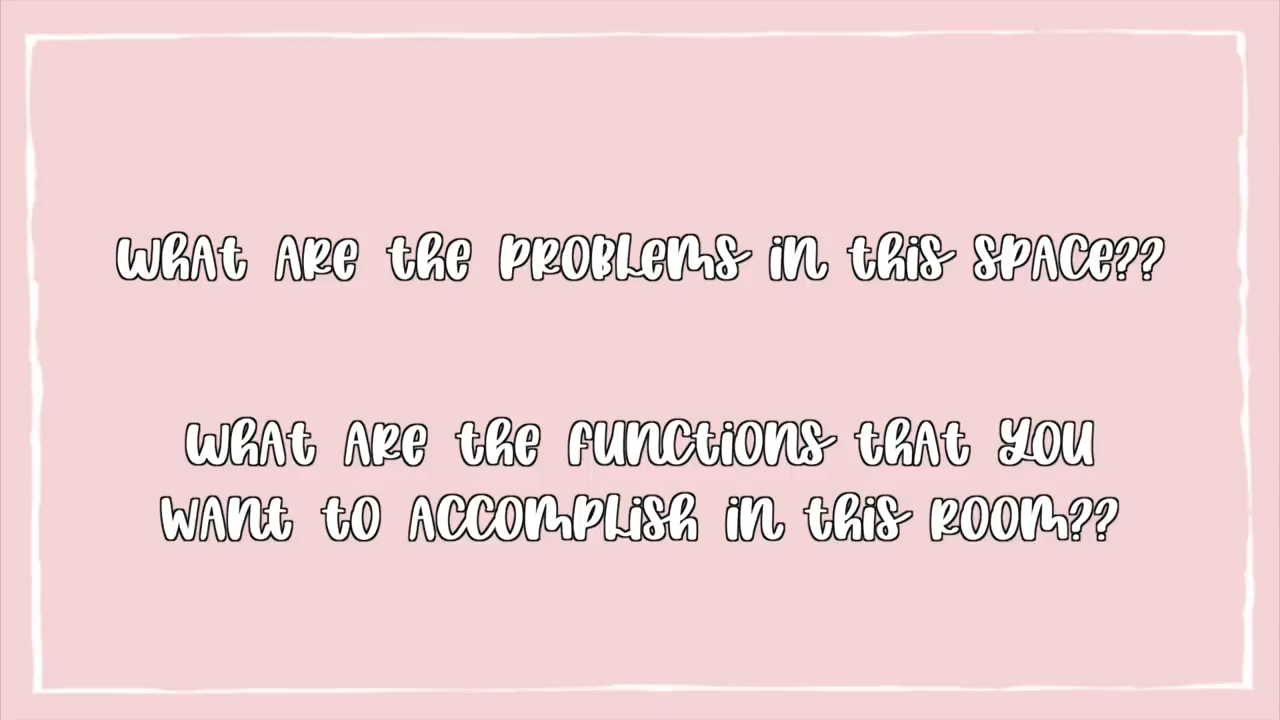 What are the problems in this space??
What are the functions that you
want to accomplish in this room??